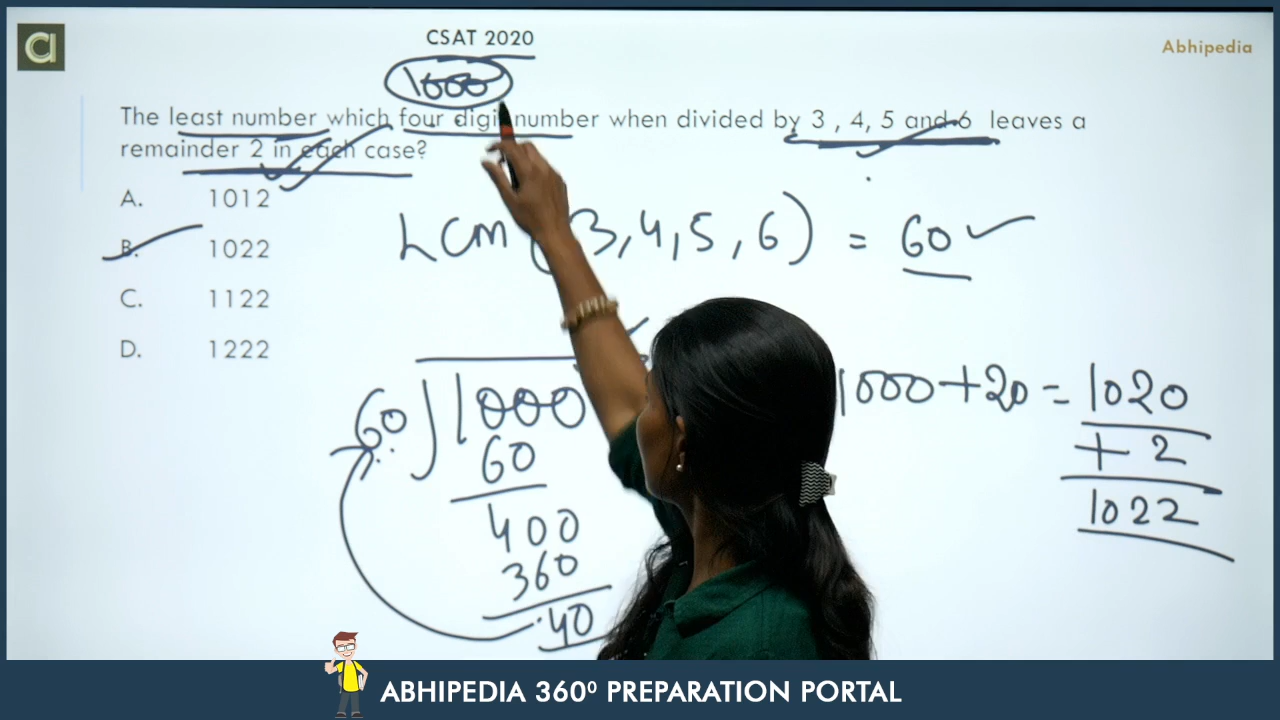 CSAT 2020
Abhipedia
1000
The least number which four digit number when divided by 3 , 4, 5 and 6 leaves a
remainder 2 in each case?
A. 1012
B. 1022
C. 1122
D. 1222
LCM (3,4,5,6) = 60
60)1000
60
400
360
40
1000+20=1020
+2
1022
ABHIPEDIA 360⁰ PREPARATION PORTAL